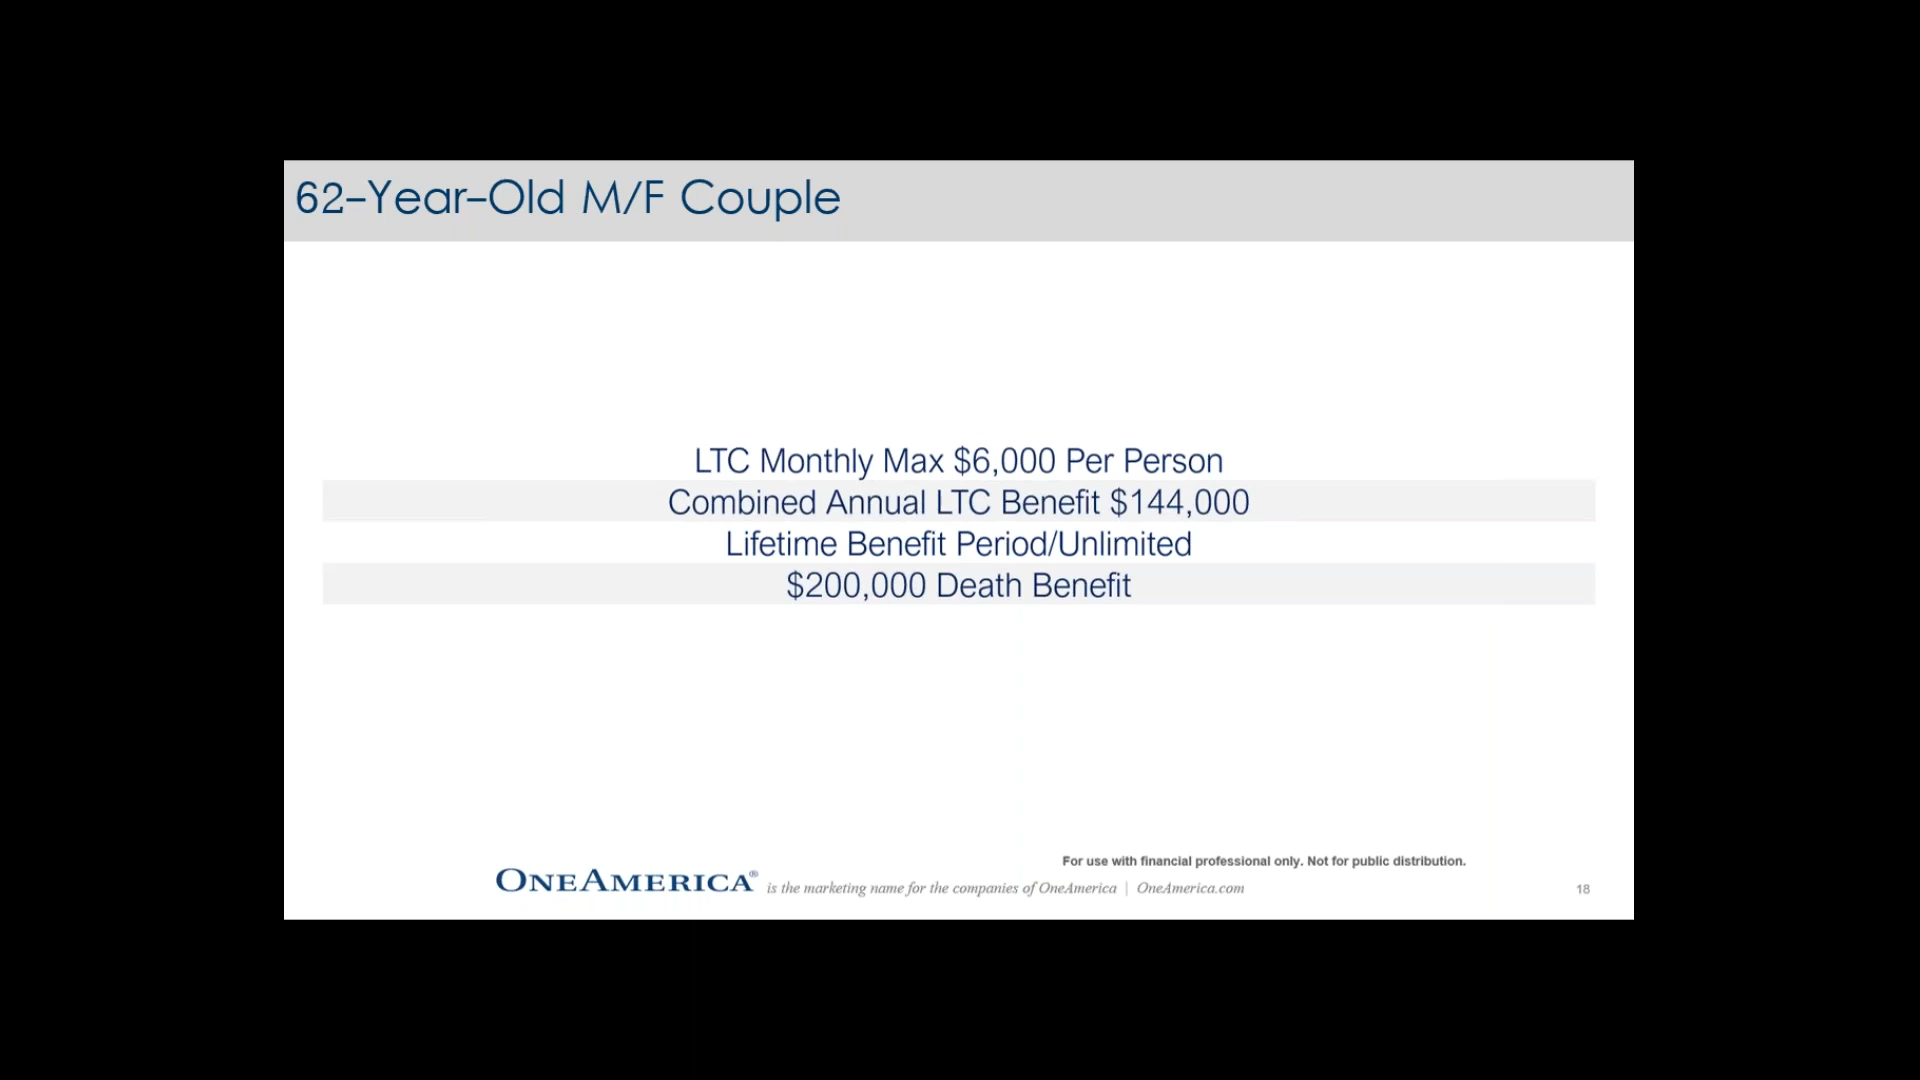 62–Year–Old M/F Couple
LTC Monthly Max $6,000 Per Person
Combined Annual LTC Benefit $144,000
Lifetime Benefit Period/Unlimited
$200,000 Death Benefit
For use with financial professional only. Not for public distribution.
ONEAMERICA® is the marketing name for the companies of OneAmerica | OneAmerica.com
18